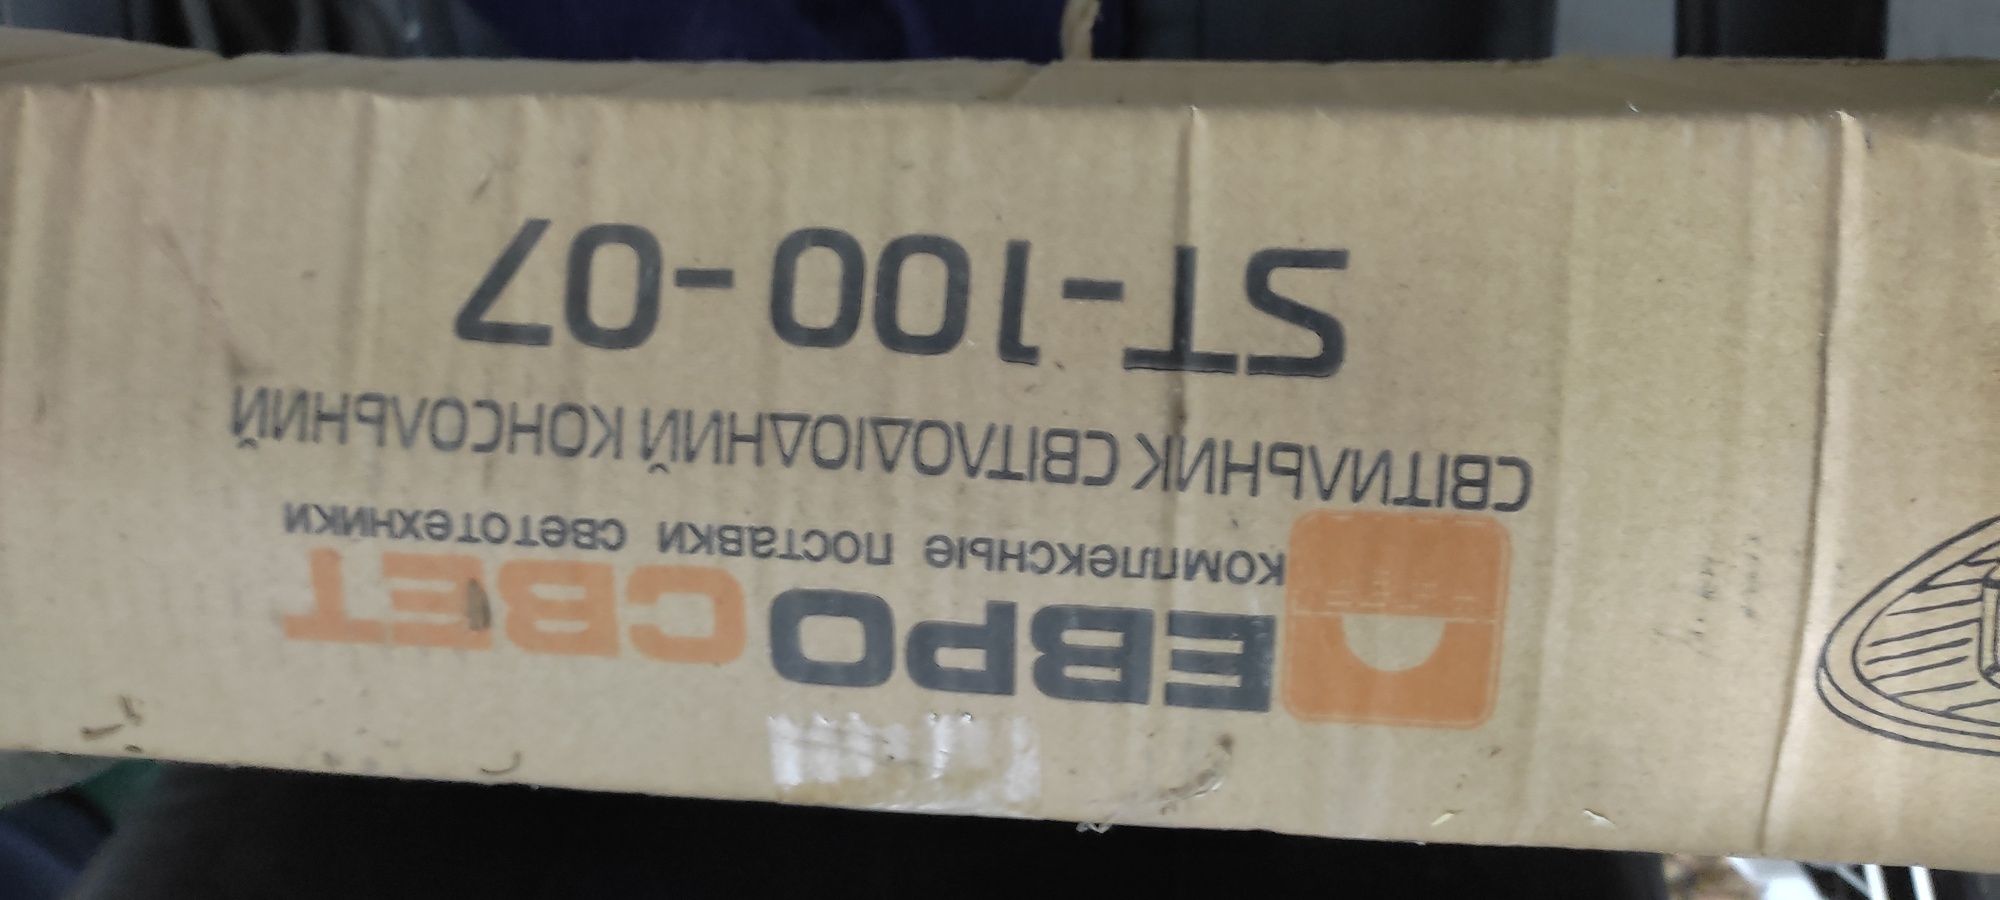 ЕВРОСВЕТ
комплексные поставки светотехники
СВІТИЛЬНИК СВІТЛОДІОДНИЙ КОНСОЛЬНИЙ
ST-100-07